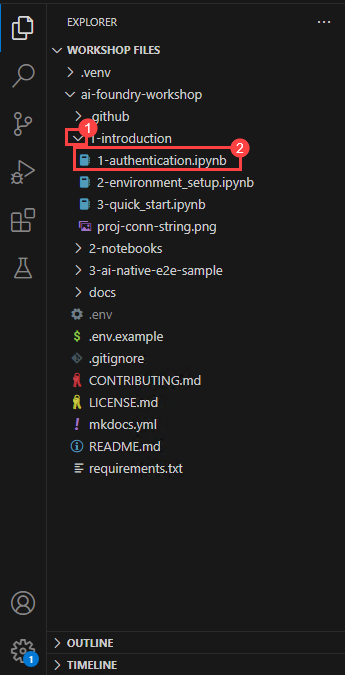 EXPLORER
WORKSHOP FILES
.venv
ai-foundry-workshop
.github
1
1-introduction
2
1-authentication.ipynb
2-environment_setup.ipynb
3-quick_start.ipynb
proj-conn-string.png
2-notebooks
3-ai-native-e2e-sample
docs
.env
.env.example
.gitignore
CONTRIBUTING.md
LICENSE.md
mkdocs.yml
README.md
requirements.txt
1
OUTLINE
TIMELINE